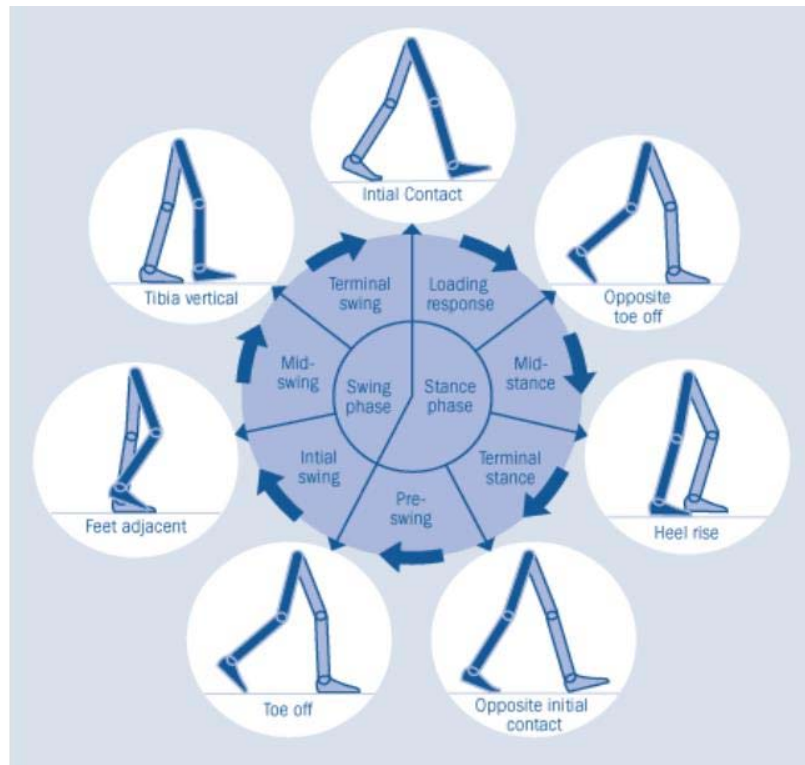 Intial Contact
Tibia vertical
Opposite
toe off
Terminal
swing
Loading
response
Mid-
swing
Swing
phase
Stance
phase
Mid-
stance
Intial
swing
Pre-
swing
Terminal
stance
Feet adjacent
Heel rise
Toe off
Opposite initial
contact